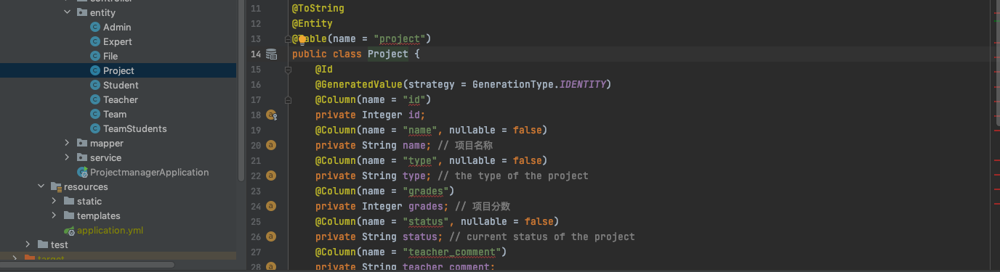 controller
entity
Admin
Expert
File
Project
Student
Teacher
Team
TeamStudents
mapper
service
ProjectmanagerApplication
resources
static
templates
application.yml
test
target
11 @ToString
12 @Entity
13 @Table(name = "project")
14 public class Project {
15 @Id
16 @GeneratedValue(strategy = GenerationType.IDENTITY)
17 @Column(name = "id")
18 private Integer id;
19 @Column(name = "name", nullable = false)
20 private String name; // 项目名称
21 @Column(name = "type", nullable = false)
22 private String type; // the type of the project
23 @Column(name = "grades")
24 private Integer grades; // 项目分数
25 @Column(name = "status", nullable = false)
26 private String status; // current status of the project
27 @Column(name = "teacher_comment")
28 private String teacher_comment;